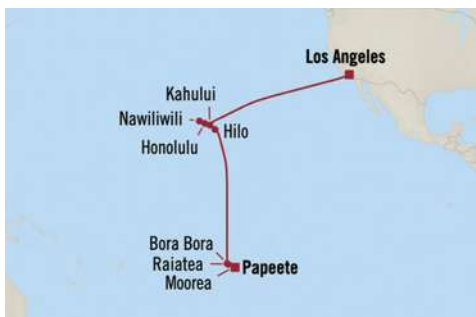 Los Angeles
Kahului
Nawiliwili
Hilo
Honolulu
Bora Bora
Raiatea
Papeete
Moorea